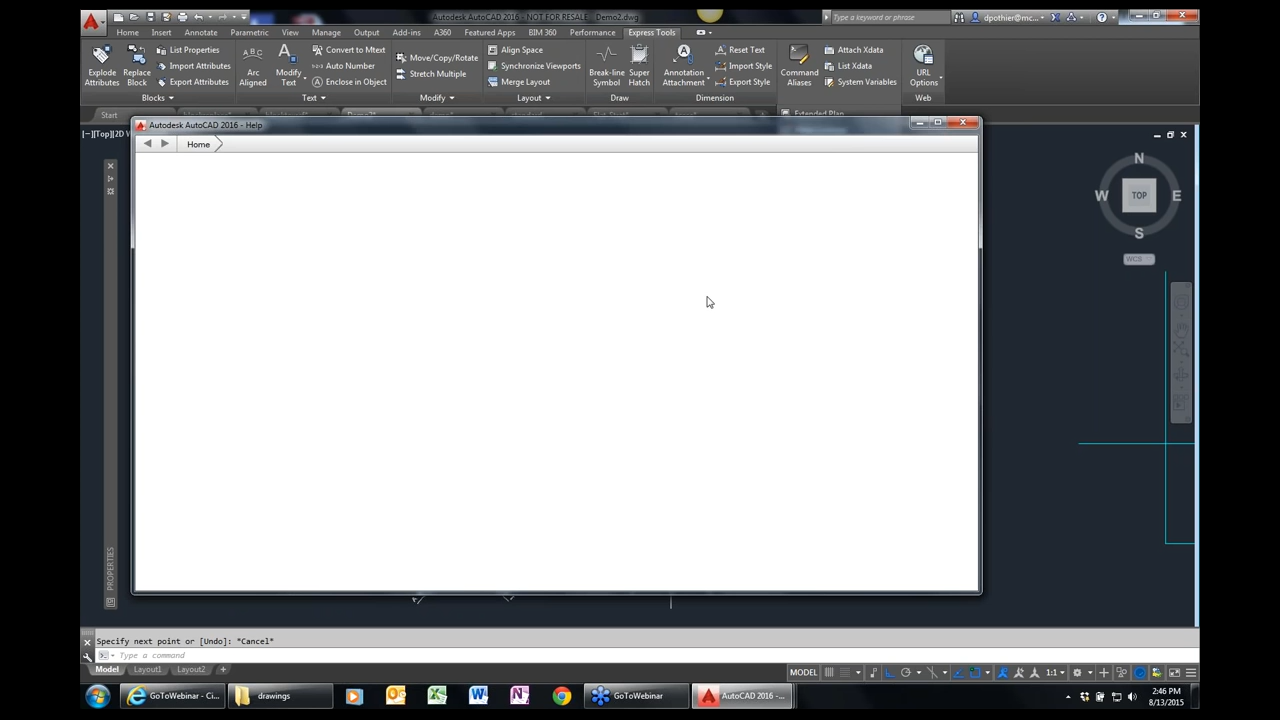 Autodesk AutoCAD 2016 - NOT FOR RESALE Demo2.dwg
Type a keyword or phrase
dpothier@mc...
Home Insert Annotate Parametric View Manage Output Add-ins A360 Featured Apps BIM 360 Performance Express Tools
Explode Attributes
Replace Block
List Properties
Import Attributes
Export Attributes
Blocks
Arc Aligned
Modify Text
Convert to Mtext
Auto Number
Enclose in Object
Text
Move/Copy/Rotate
Stretch Multiple
Modify
Align Space
Synchronize Viewports
Merge Layout
Layout
Break-line Symbol
Super Hatch
Draw
Annotation Attachment
Reset Text
Import Style
Export Style
Dimension
Command Aliases
Attach Xdata
List Xdata
System Variables
Extended Plan
URL Options
Web
Start
[−][Top][2D
Autodesk AutoCAD 2016 - Help
Home
N
W TOP E
S
WCS
PROPERTIES
Specify next point or [Undo]: *Cancel*
Type a command
Model Layout1 Layout2 +
MODEL
1:1
GoToWebinar - Ci...
drawings
GoToWebinar
AutoCAD 2016 -...
2:46 PM
8/13/2015